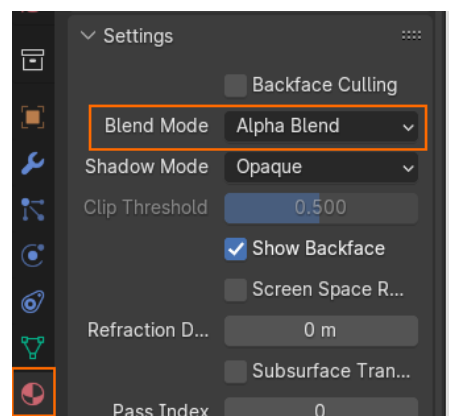 Settings
Backface Culling
Blend Mode Alpha Blend
Shadow Mode Opaque
Clip Threshold 0.500
Show Backface
Screen Space R...
Refraction D... 0 m
Subsurface Tran...
Pass Index 0